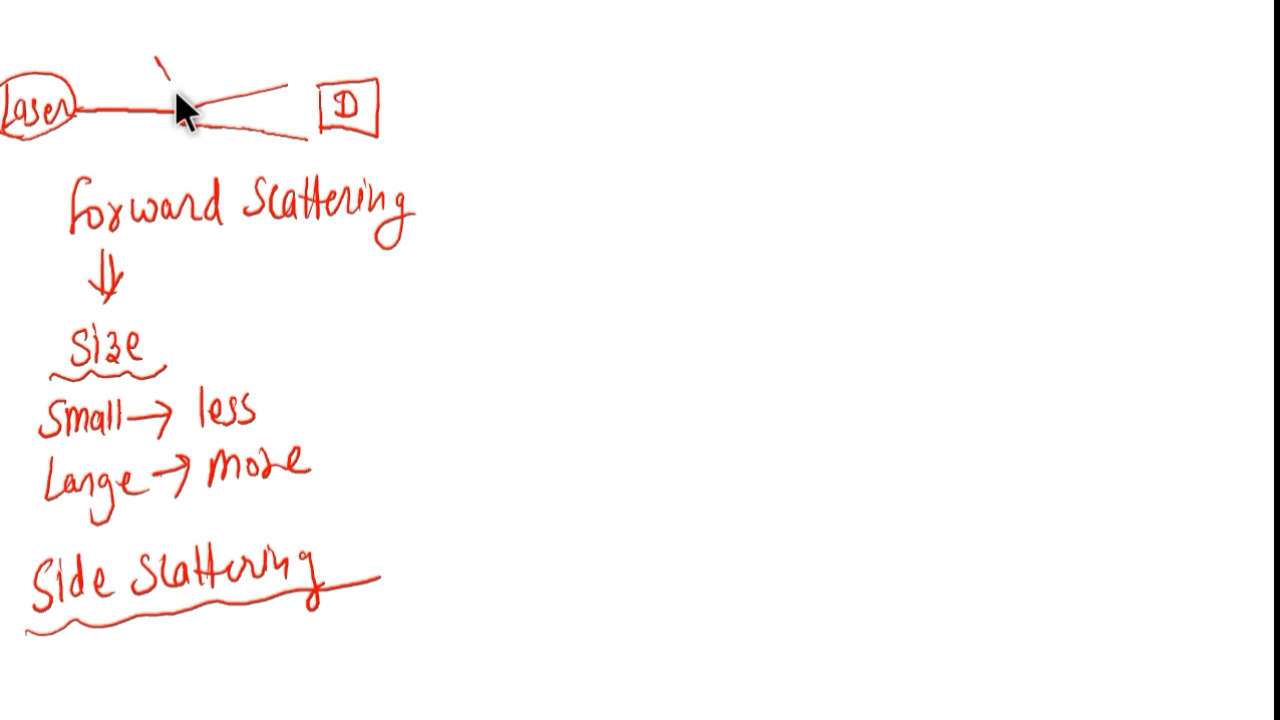 Laser D
forward scattering
size
small → less
Large → more
Side scattering